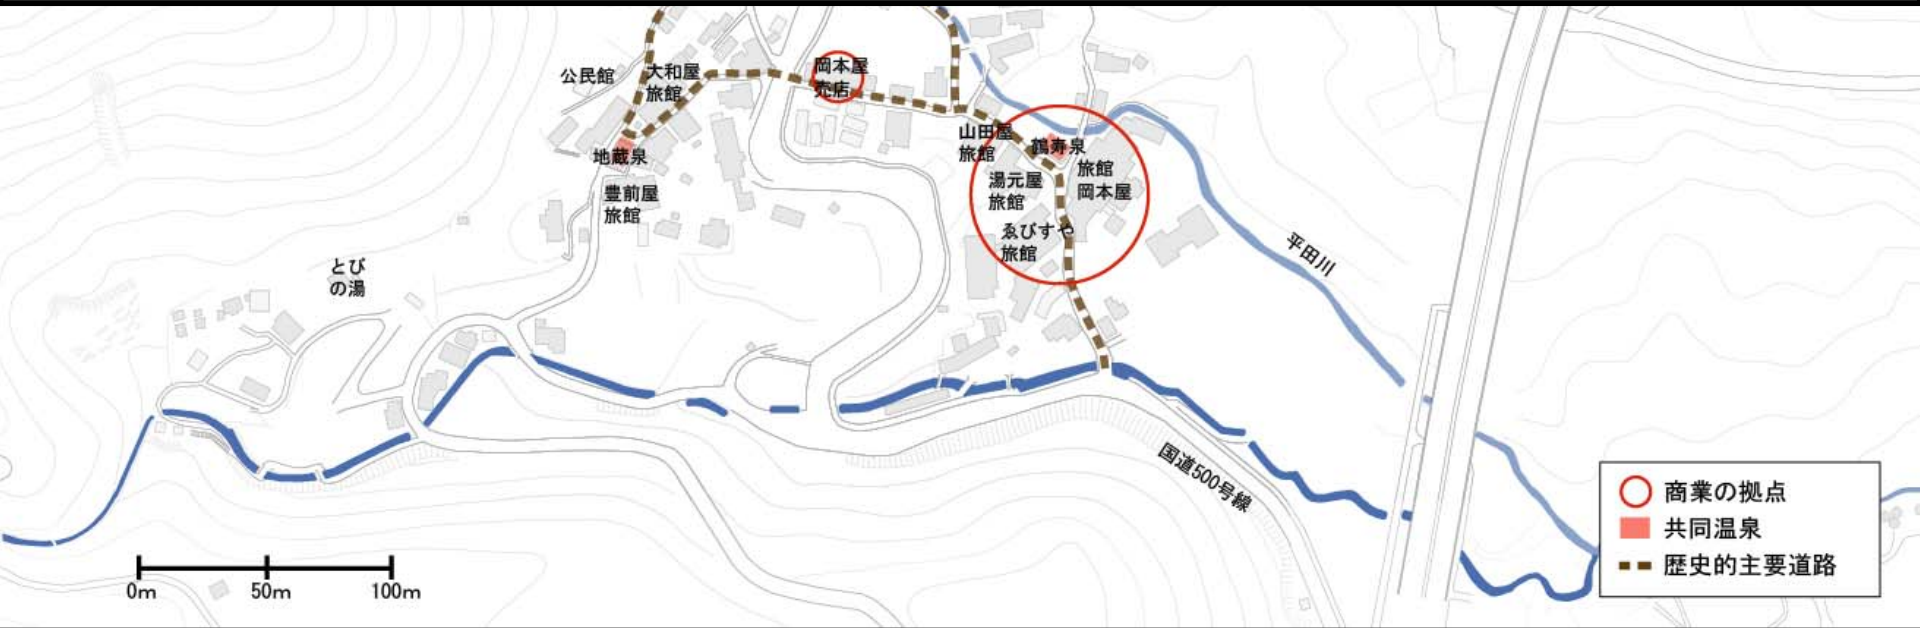 公民館
大和屋
旅館
岡本屋
売店
地蔵泉
豊前屋
旅館
山田屋
旅館
鶴寿泉
旅館
岡本屋
湯元屋
旅館
ゑびすや
旅館
とび
の湯
平田川
国道500号線
0m
50m
100m
商業の拠点
共同温泉
歴史的主要道路